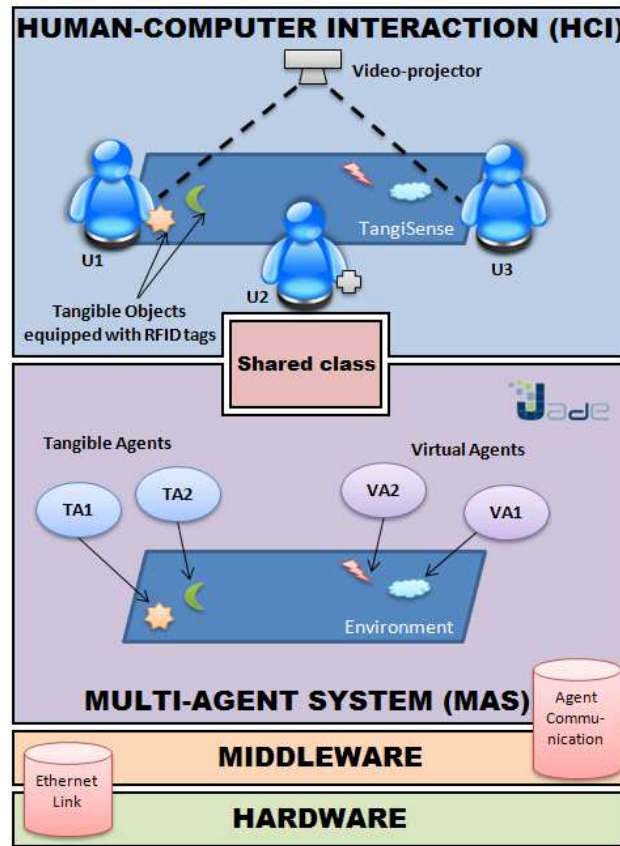 HUMAN-COMPUTER INTERACTION (HCI)
Video-projector
TangiSense
U1
U2
U3
Tangible Objects
equipped with RFID tags
Shared class
Jade
Tangible Agents
Virtual Agents
TA1
TA2
VA2
VA1
Environment
MULTI-AGENT SYSTEM (MAS)
Agent
Commu-
nication
MIDDLEWARE
Ethernet
Link
HARDWARE